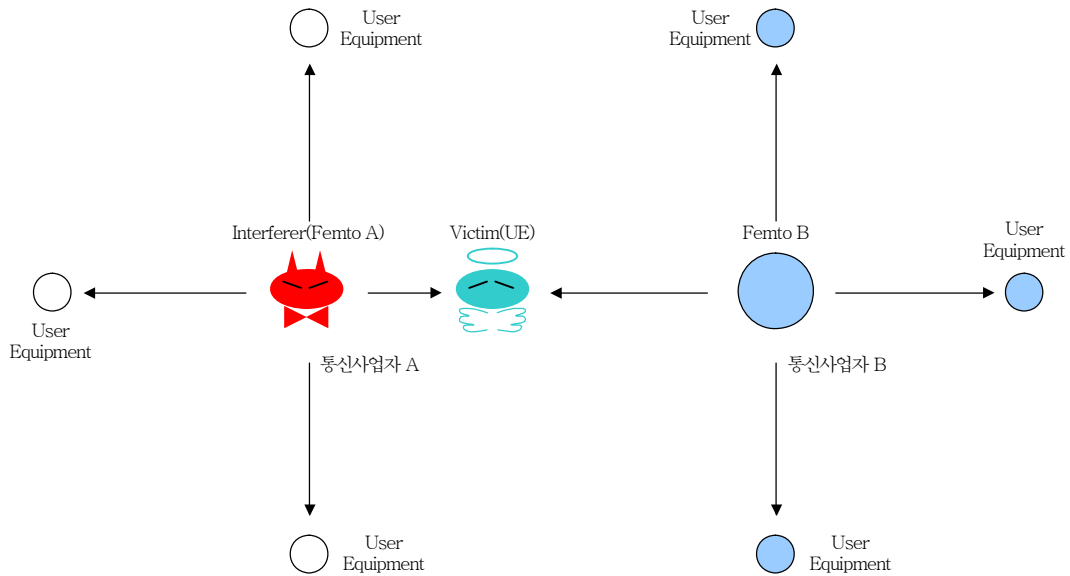 User
Equipment
User
Equipment
Interferer(Femto A)
Victim(UE)
Femto B
User
Equipment
User
Equipment
통신사업자 A
통신사업자 B
User
Equipment
User
Equipment